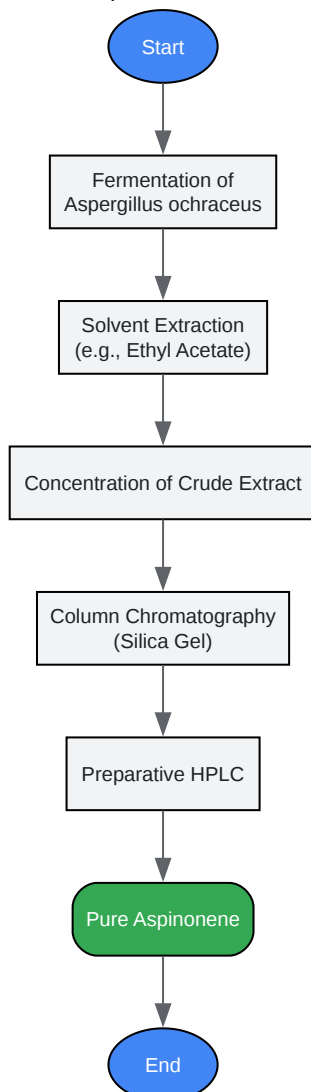 Start
Fermentation of
Aspergillus ochraceus
Solvent Extraction
(e.g., Ethyl Acetate)
Concentration of Crude Extract
Column Chromatography
(Silica Gel)
Preparative HPLC
Pure Aspinonene
End